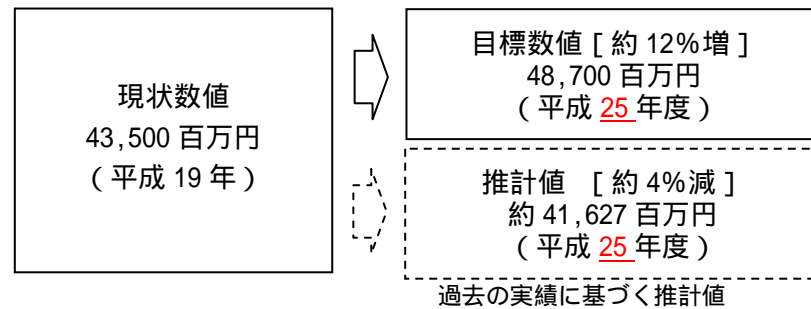 現状数値
43,500 百万円
（平成 19 年）
目標数値 [ 約 12%増 ]
48,700 百万円
（平成 25 年度）
推計値 [ 約 4%減 ]
約 41,627 百万円
（平成 25 年度）
過去の実績に基づく推計値